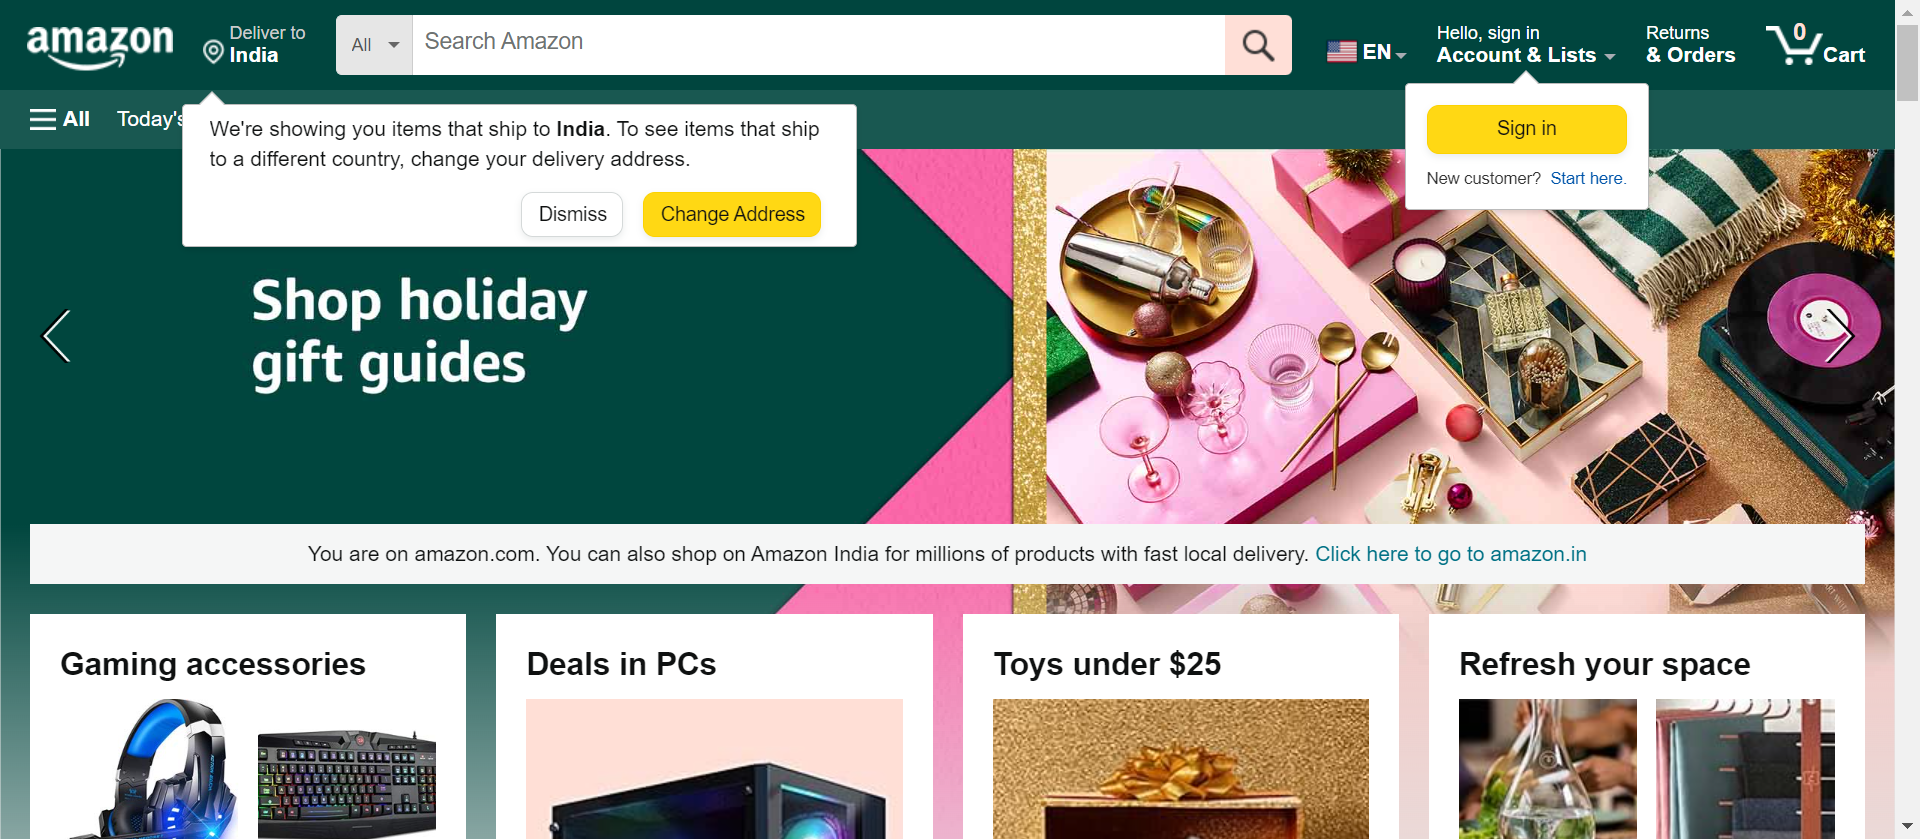 amazon
Deliver to
India
All
Search Amazon
EN
Hello, sign in
Account & Lists
Returns
& Orders
0
Cart
All
Today's
We're showing you items that ship to India. To see items that ship
to a different country, change your delivery address.
Dismiss
Change Address
Sign in
New customer? Start here.
Shop holiday
gift guides
You are on amazon.com. You can also shop on Amazon India for millions of products with fast local delivery. Click here to go to amazon.in
Gaming accessories
Deals in PCs
Toys under $25
Refresh your space